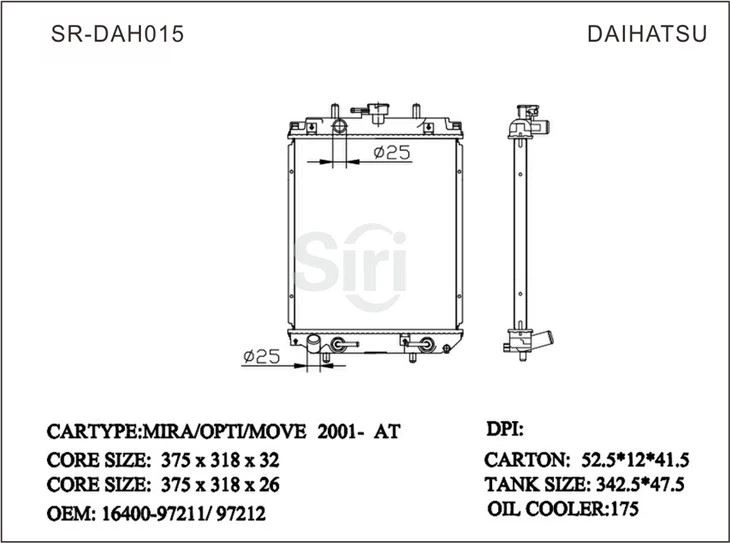 SR-DAH015 DAIHATSU
ø25
Siri
ø25
CARTYPE:MIRA/OPTI/MOVE 2001- AT
CORE SIZE: 375 x 318 x 32
CORE SIZE: 375 x 318 x 26
OEM: 16400-97211/ 97212
DPI:
CARTON: 52.5*12*41.5
TANK SIZE: 342.5*47.5
OIL COOLER:175